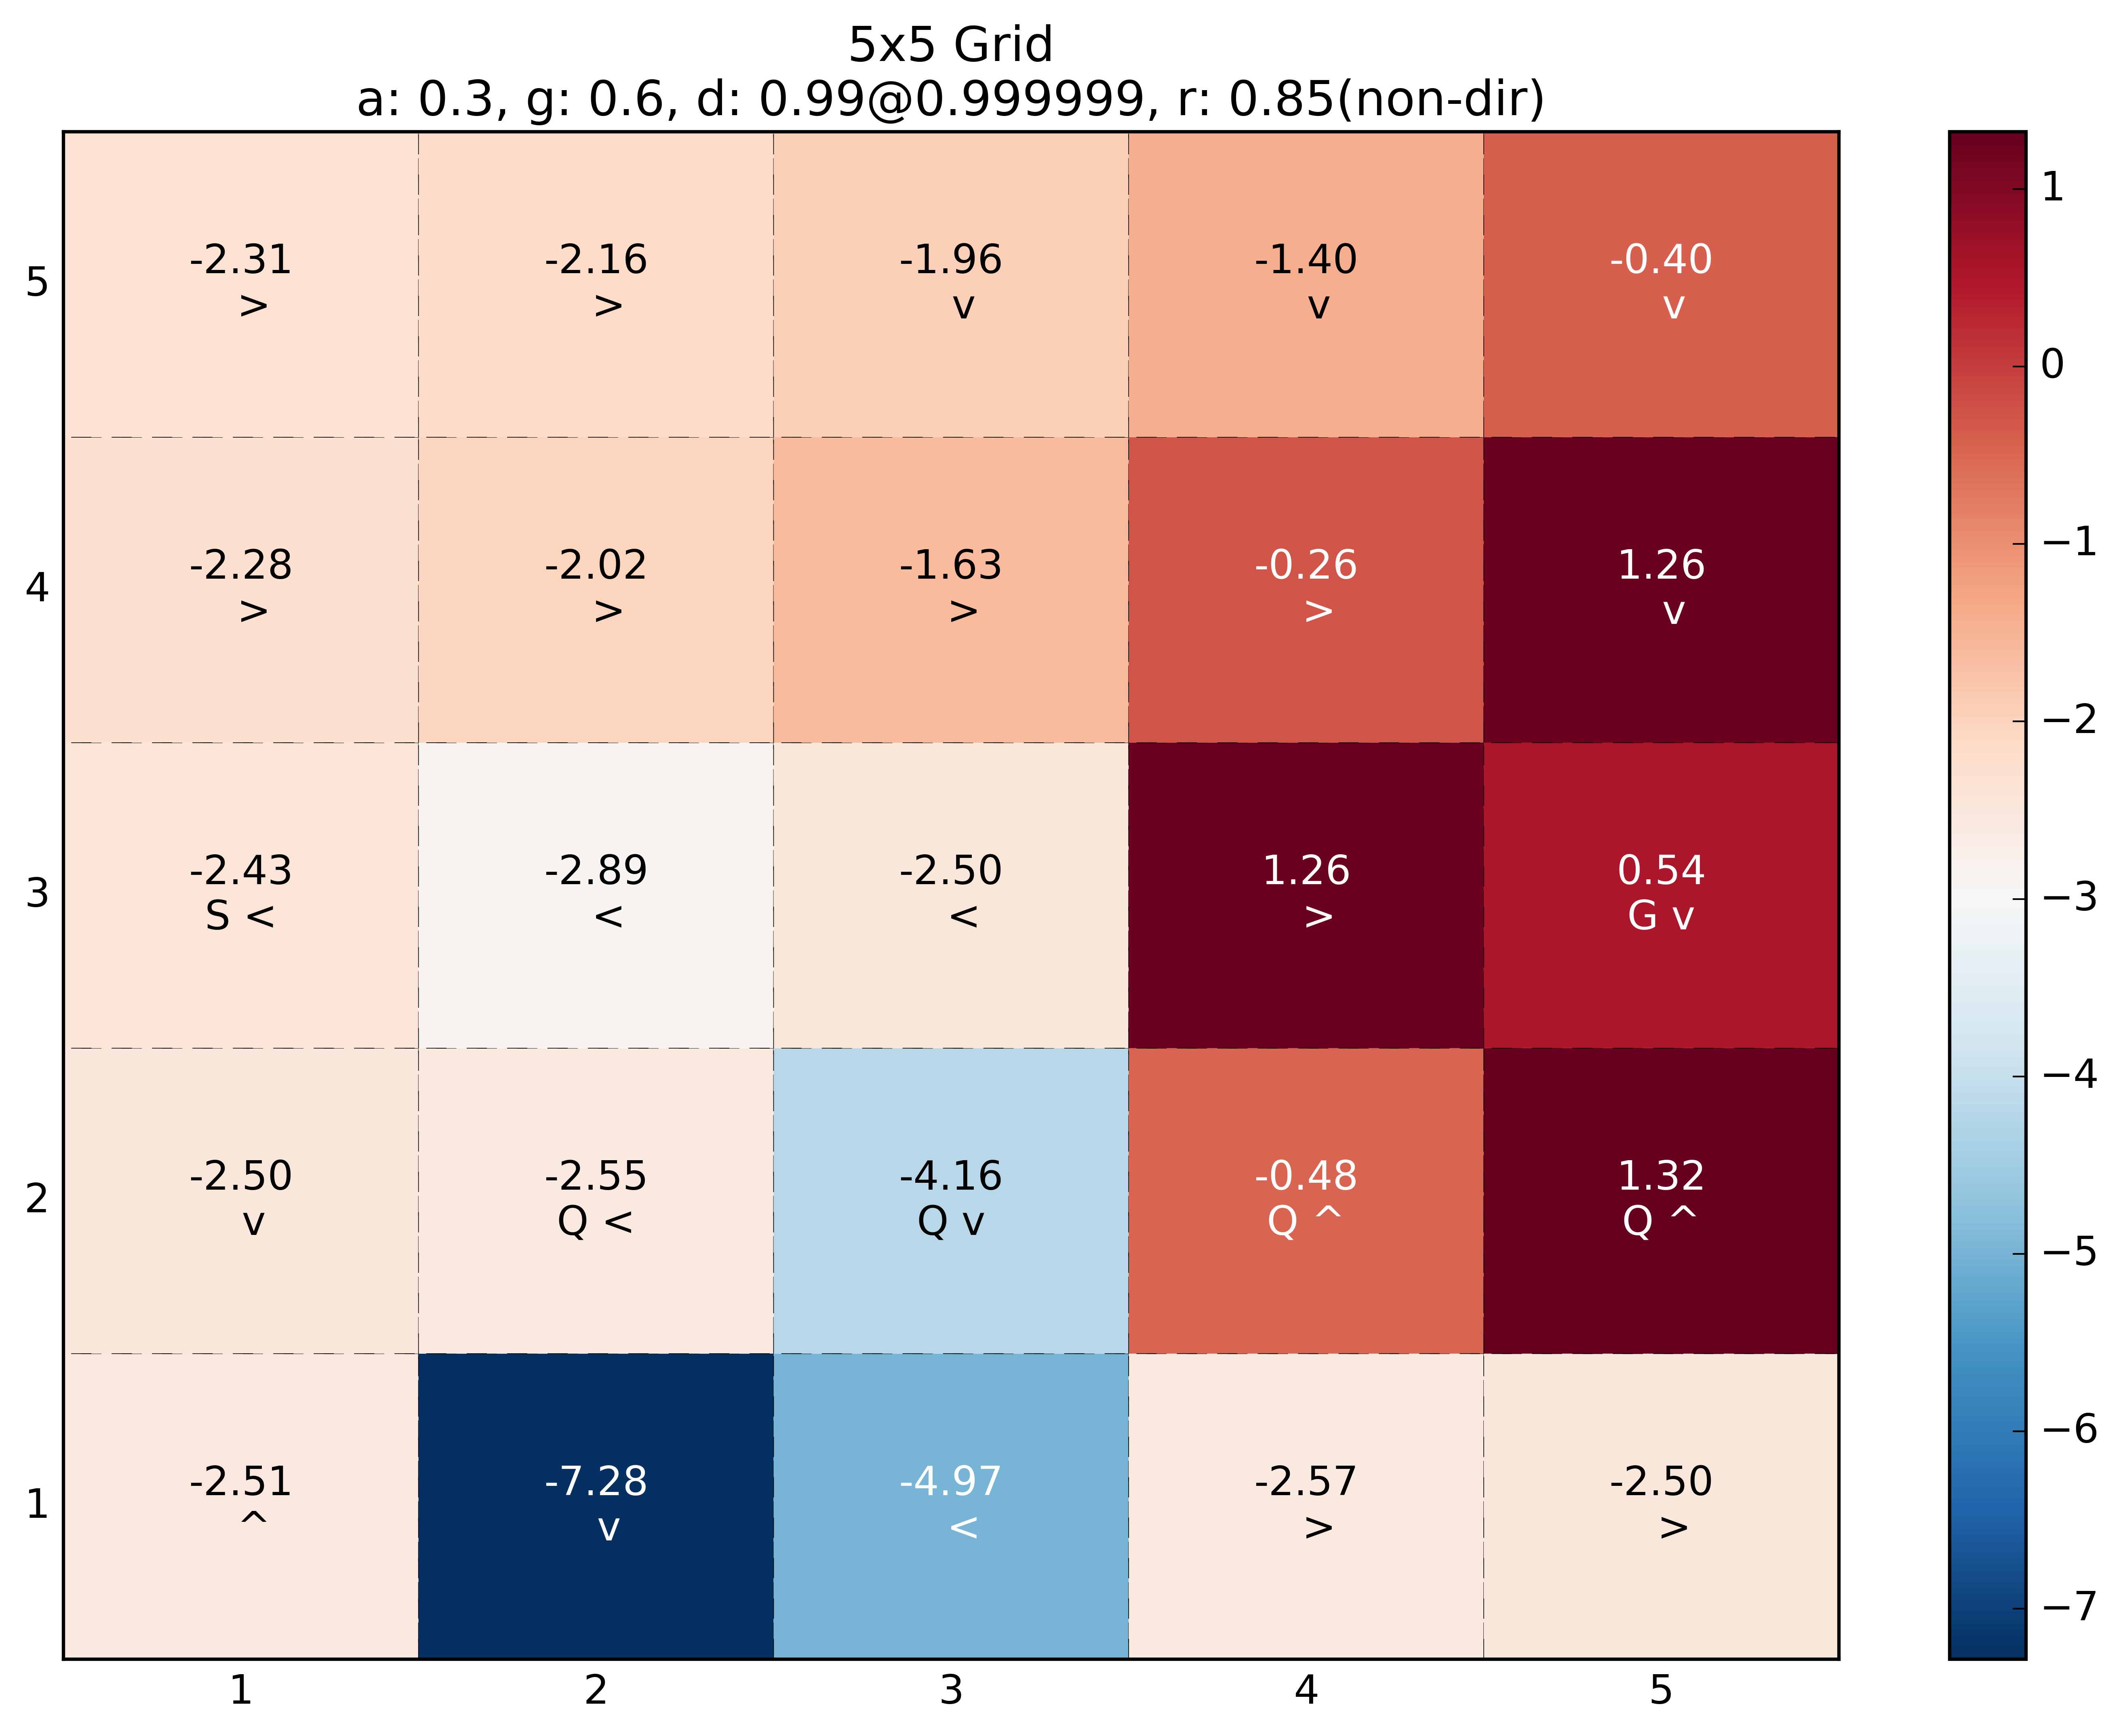 5x5 Grid
a: 0.3, g: 0.6, d: 0.99@0.999999, r: 0.85(non-dir)
5
-2.31 -2.16 -1.96 -1.40 -0.40
> > v v v
4
-2.28 -2.02 -1.63 -0.26 1.26
> > > > v
3
-2.43 -2.89 -2.50 1.26 0.54
S < < < > G v
2
-2.50 -2.55 -4.16 -0.48 1.32
v Q < Q v Q ^ Q ^
1
-2.51 -7.28 -4.97 -2.57 -2.50
^ v < > >
1 2 3 4 5
1
0
−1
−2
−3
−4
−5
−6
−7